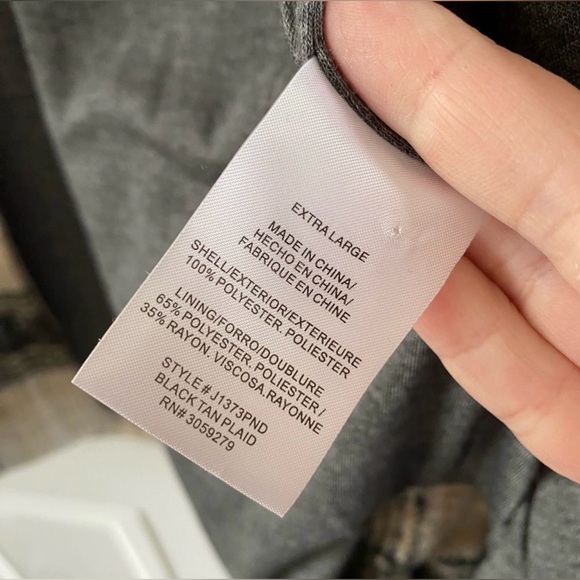 EXTRA LARGE
MADE IN CHINA/
HECHO EN CHINA/
FABRIQUE EN CHINE
SHELL/EXTERIOR/EXTERIEURE
100% POLYESTER, POLIESTER
LINING/FORRO/DOUBLURE
65% POLYESTER, POLIESTER /
35% RAYON, VISCOSA,RAYONNE
STYLE # J1373PND
BLACK TAN PLAID
RN# 3059279